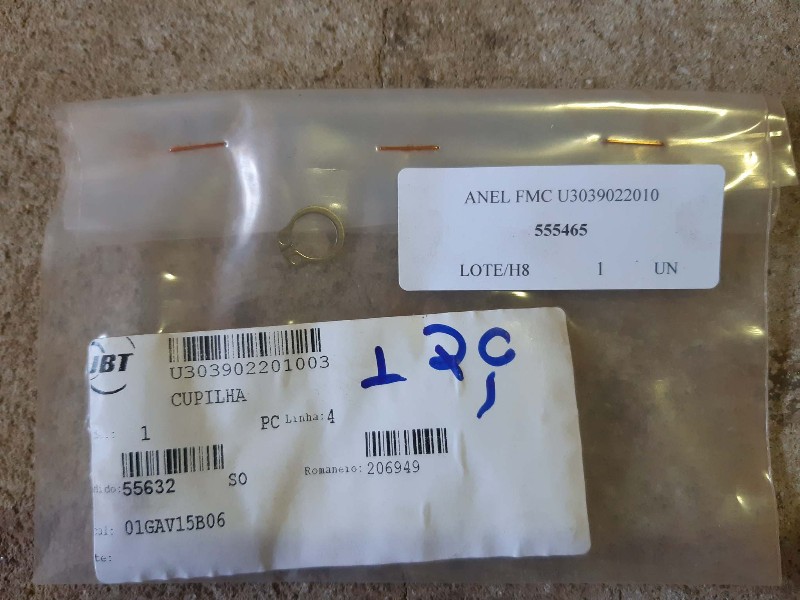 ANEL FMC U3039022010
555465
LOTE/H8 1 UN
JBT
U303902201003
CUPILHA
1 PC Linha: 4
55632 SO Romaneio: 206949
01GAV15B06